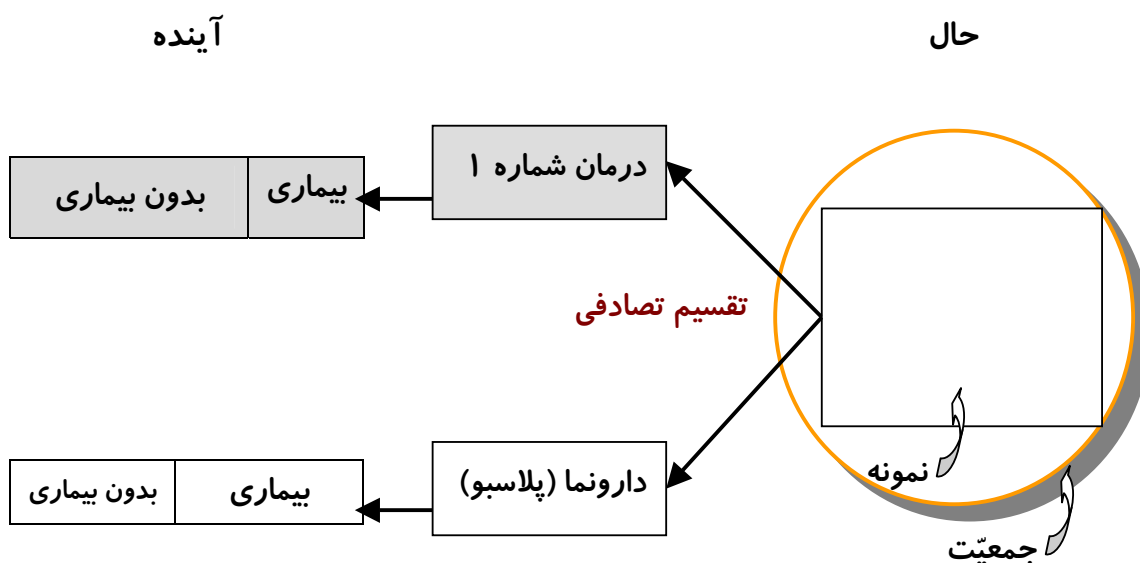 حال
آینده
درمان شماره ۱
بیماری
بدون بیماری
تقسیم تصادفی
نمونه
دارونما (پلاسبو)
بیماری
بدون بیماری
جمعیّت